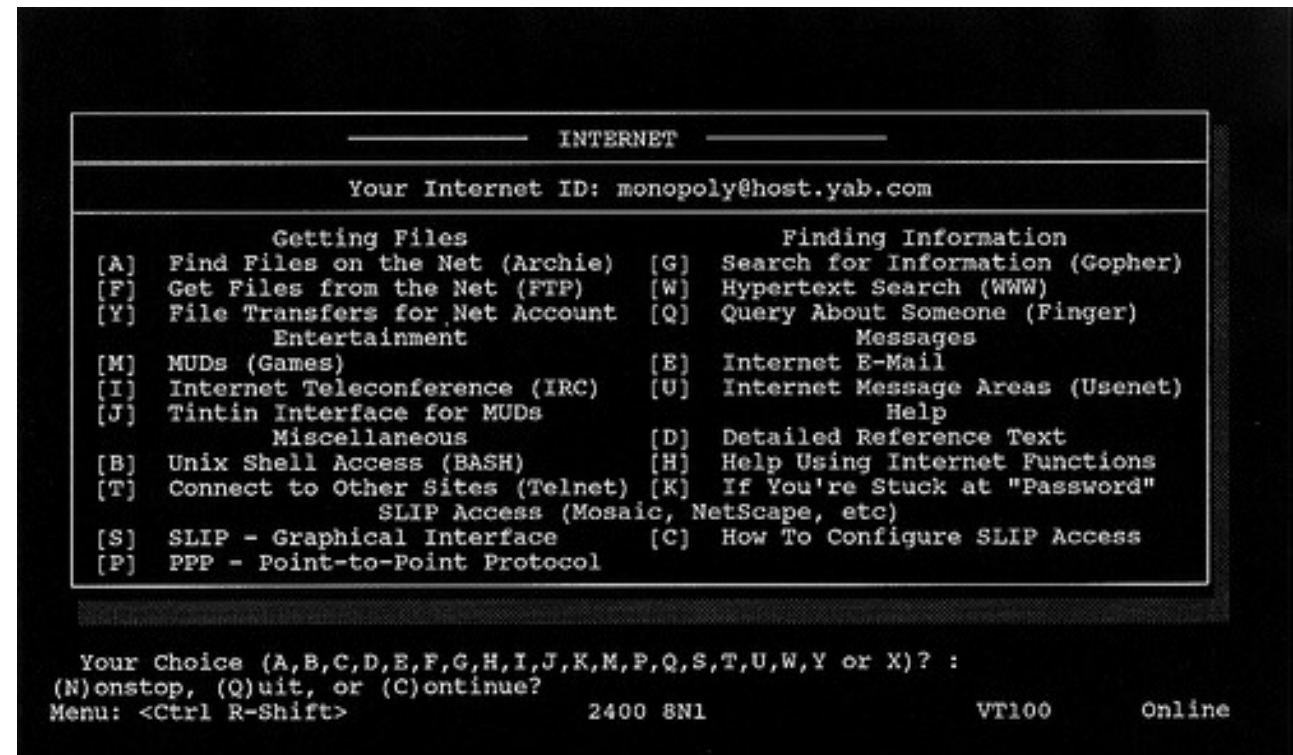 INTERNET
Your Internet ID: monopoly@host.yab.com
Getting Files Finding Information
[A] Find Files on the Net (Archie) [G] Search for Information (Gopher)
[F] Get Files from the Net (FTP) [W] Hypertext Search (WWW)
[Y] File Transfers for Net Account [Q] Query About Someone (Finger)
Entertainment Messages
[M] MUDs (Games) [E] Internet E-Mail
[I] Internet Teleconference (IRC) [U] Internet Message Areas (Usenet)
[J] Tintin Interface for MUDs Help
Miscellaneous [D] Detailed Reference Text
[B] Unix Shell Access (BASH) [H] Help Using Internet Functions
[T] Connect to Other Sites (Telnet) [K] If You're Stuck at "Password"
SLIP Access (Mosaic, NetScape, etc)
[S] SLIP - Graphical Interface [C] How To Configure SLIP Access
[P] PPP - Point-to-Point Protocol
Your Choice (A,B,C,D,E,F,G,H,I,J,K,M,P,Q,S,T,U,W,Y or X)? :
(N)onstop, (Q)uit, or (C)ontinue?
Menu: <Ctrl R-Shift> 2400 8N1 VT100 Online